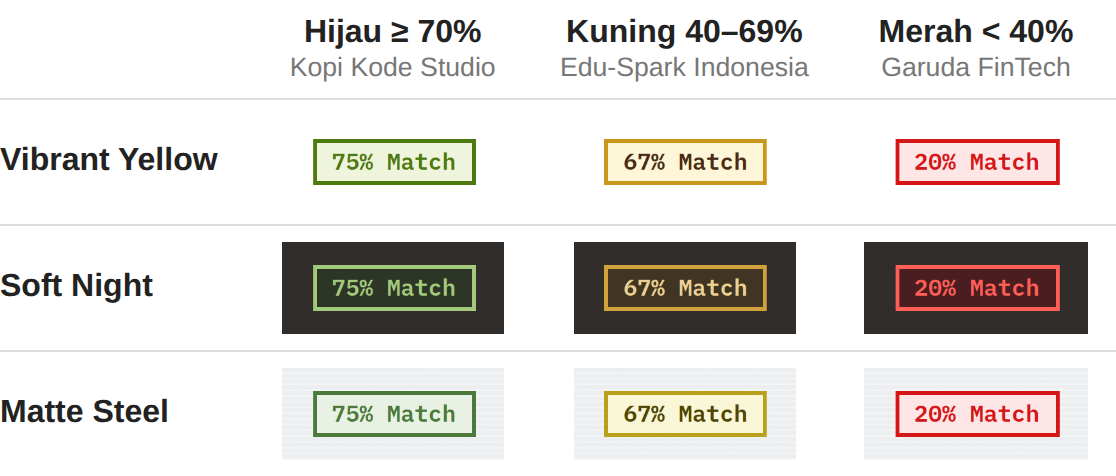 Hijau ≥ 70% Kuning 40–69% Merah < 40%
Kopi Kode Studio Edu-Spark Indonesia Garuda FinTech
Vibrant Yellow 75% Match 67% Match 20% Match
Soft Night 75% Match 67% Match 20% Match
Matte Steel 75% Match 67% Match 20% Match